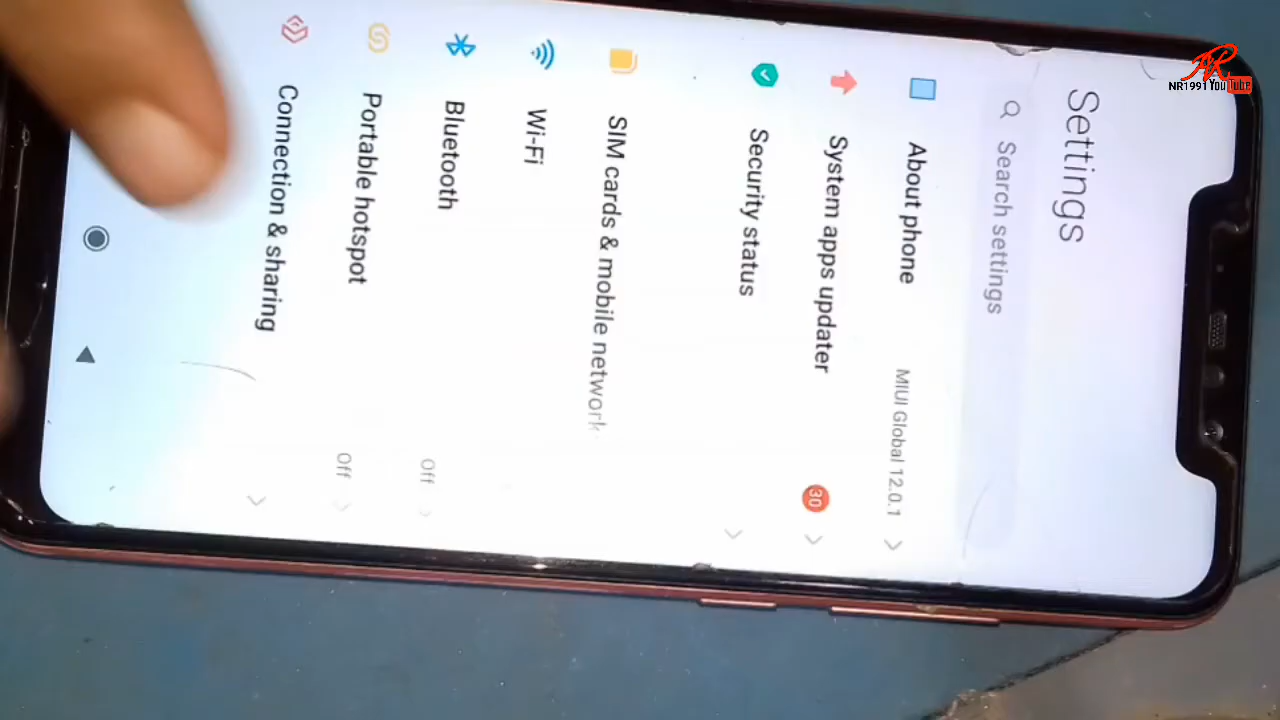 Settings
Search settings
About phone
MIUI Global 12.0.1
System apps updater
30
Security status
SIM cards & mobile network
Wi-Fi
Bluetooth
Off
Portable hotspot
Off
Connection & sharing
NR1991 YouTube